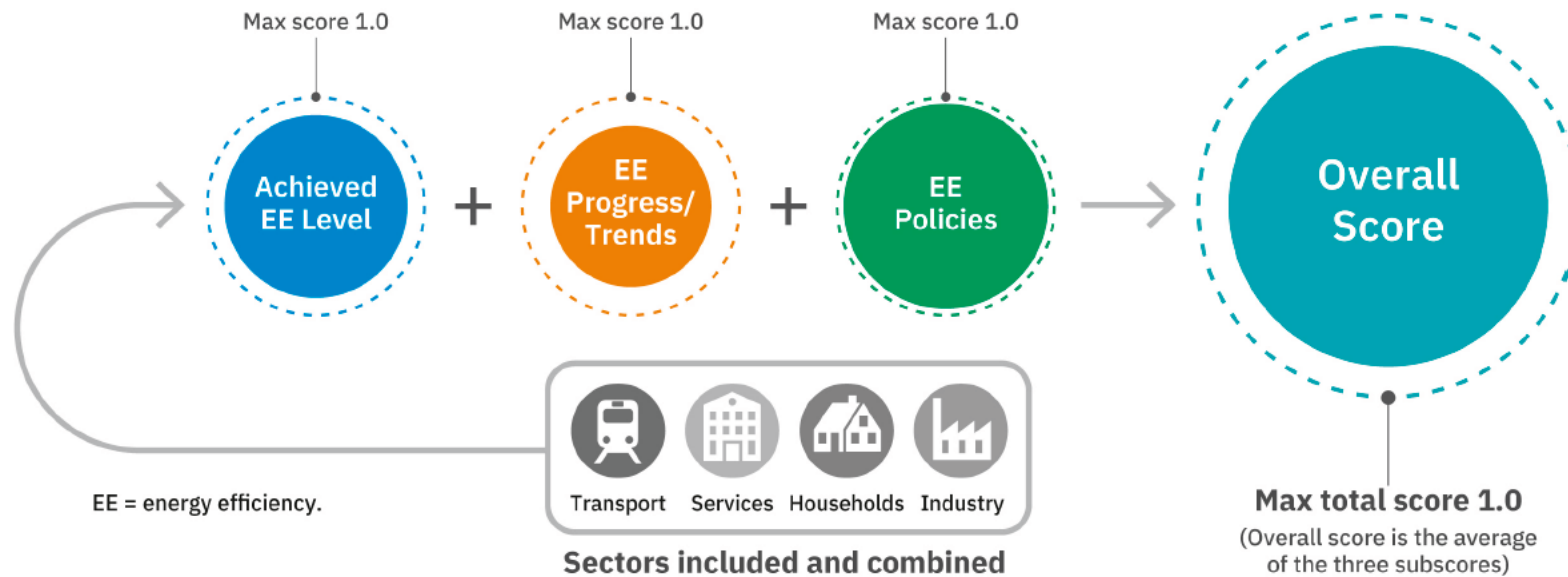 Max score 1.0
Max score 1.0
Max score 1.0
Achieved
EE Level
+
EE
Progress/
Trends
+
EE
Policies
Overall
Score
Transport
Services
Households
Industry
EE = energy efficiency.
Sectors included and combined
Max total score 1.0
(Overall score is the average
of the three subscores)